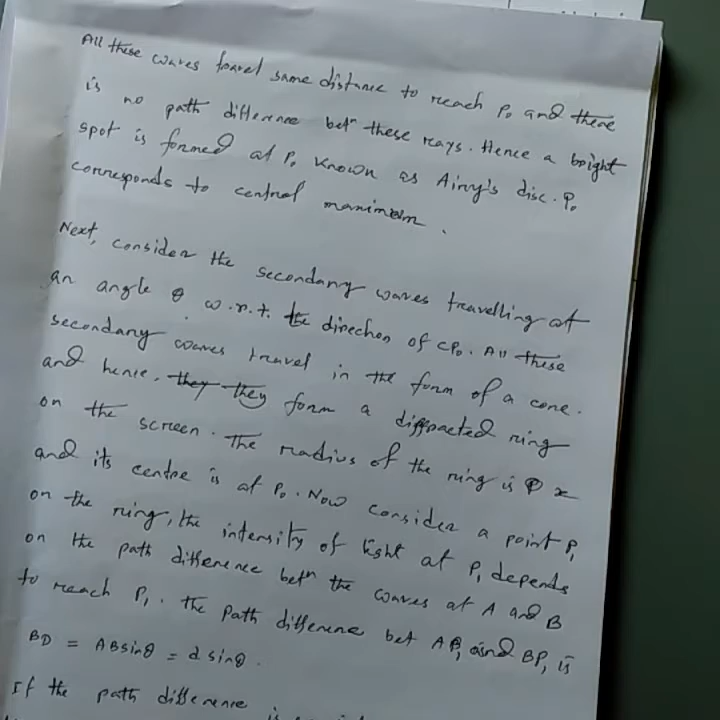 All these waves travel same distance to reach P₀ and there
is no path difference betn these rays. Hence a bright
spot is formed at P₀ known as Airy's disc. P₀
corresponds to central maximum.
Next, consider the secondary waves travelling at
an angle θ w.r.t. the direction of CP₀. All these
secondary waves travel in the form of a cone.
and hence, they they form a diffracted ring
on the screen. The radius of the ring is x
and its centre is at P₀. Now consider a point P₁
on the ring, the intensity of light at P₁ depends
on the path difference betn the waves at A and B
to reach P₁. The path difference bet AP₁ and BP₁ is
BD = AB sinθ = d sinθ.
If the path difference is